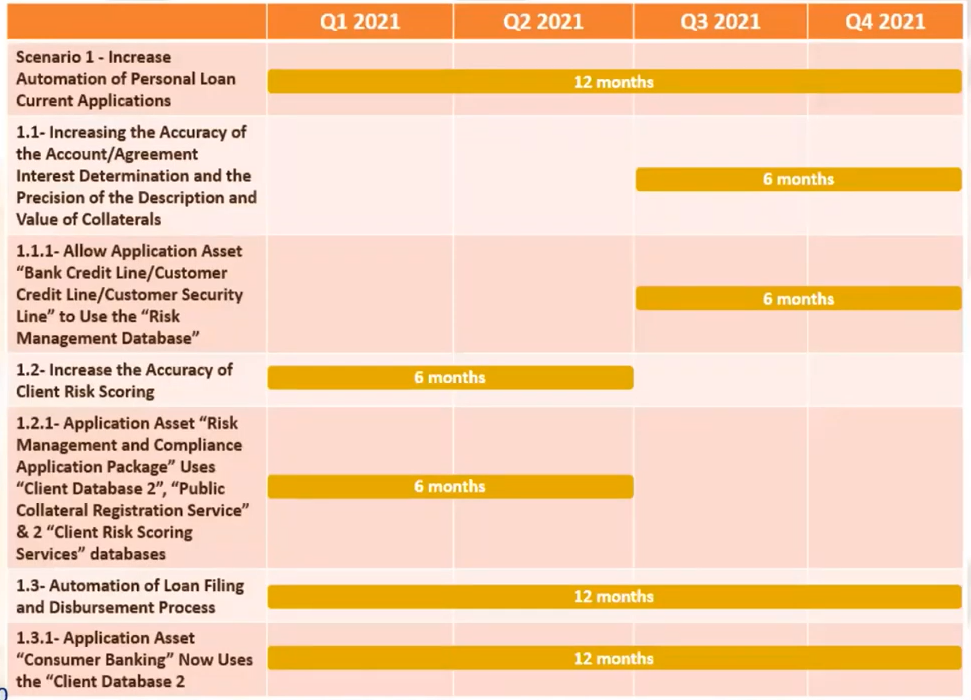 Q1 2021 Q2 2021 Q3 2021 Q4 2021
Scenario 1 - Increase
Automation of Personal Loan
Current Applications
12 months
1.1- Increasing the Accuracy of
the Account/Agreement
Interest Determination and the
Precision of the Description and
Value of Collaterals
6 months
1.1.1- Allow Application Asset
“Bank Credit Line/Customer
Credit Line/Customer Security
Line” to Use the “Risk
Management Database”
6 months
1.2- Increase the Accuracy of
Client Risk Scoring
6 months
1.2.1- Application Asset “Risk
Management and Compliance
Application Package” Uses
“Client Database 2”, “Public
Collateral Registration Service”
& 2 “Client Risk Scoring
Services” databases
6 months
1.3- Automation of Loan Filing
and Disbursement Process
12 months
1.3.1- Application Asset
“Consumer Banking” Now Uses
the “Client Database 2
12 months